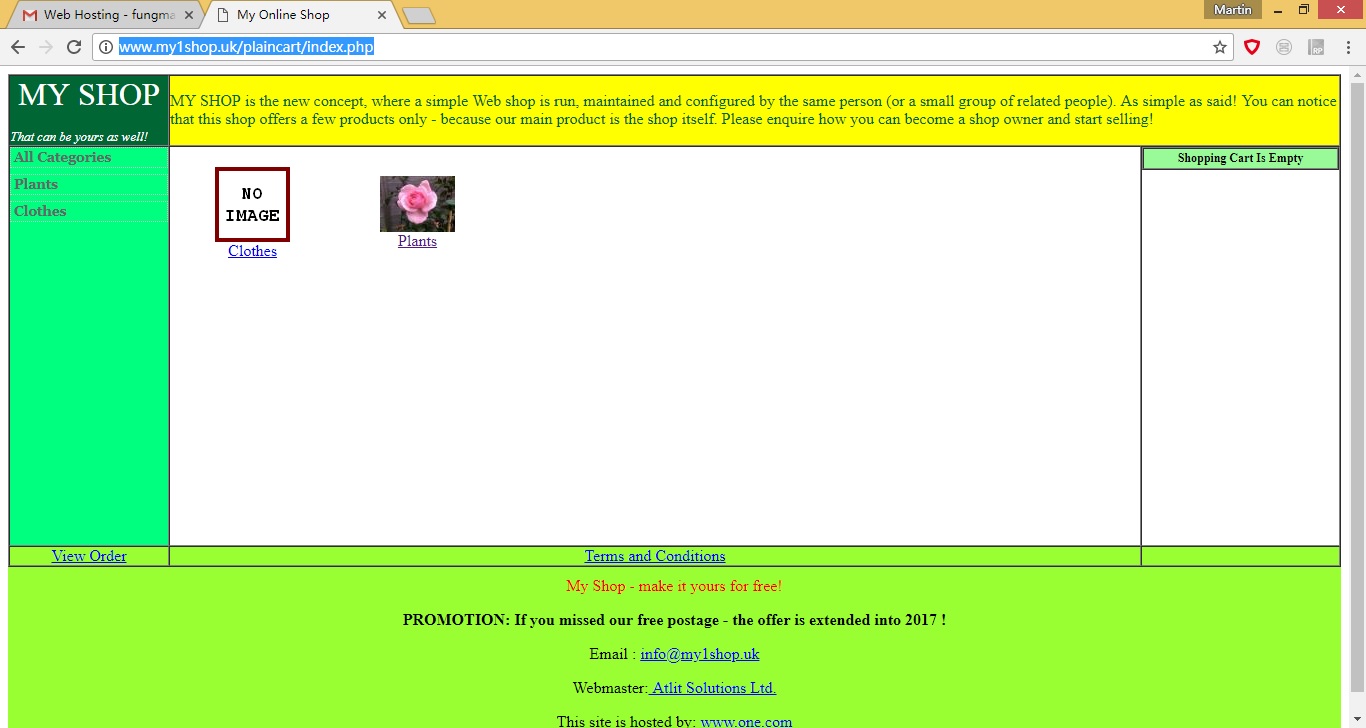 Web Hosting - fungma
My Online Shop
Martin
www.my1shop.uk/plaincart/index.php
RP
MY SHOP
That can be yours as well!
MY SHOP is the new concept, where a simple Web shop is run, maintained and configured by the same person (or a small group of related people). As simple as said! You can notice
that this shop offers a few products only - because our main product is the shop itself. Please enquire how you can become a shop owner and start selling!
All Categories
Plants
Clothes
NO
IMAGE
Clothes
Plants
Shopping Cart Is Empty
View Order
Terms and Conditions
My Shop - make it yours for free!
PROMOTION: If you missed our free postage - the offer is extended into 2017 !
Email : info@my1shop.uk
Webmaster: Atlit Solutions Ltd.
This site is hosted by: www.one.com